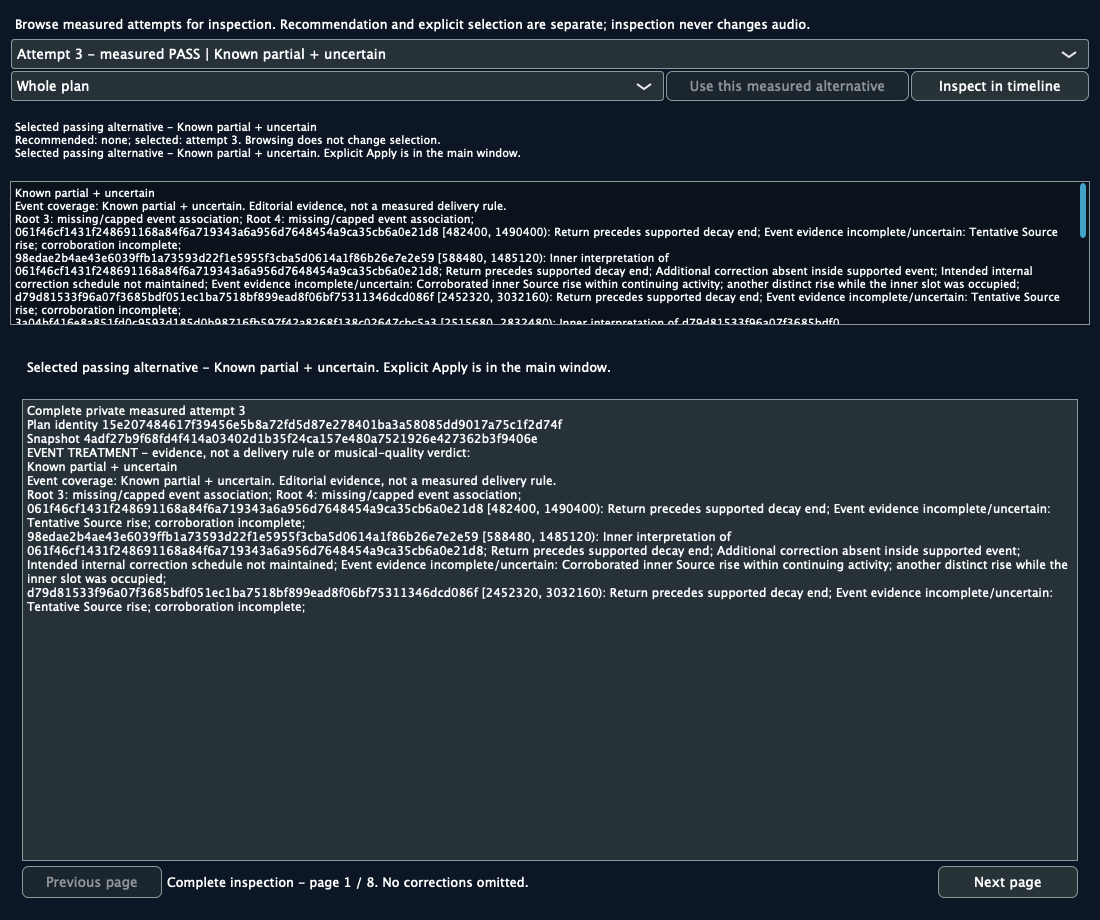 Browse measured attempts for inspection. Recommendation and explicit selection are separate; inspection never changes audio.
Attempt 3 – measured PASS | Known partial + uncertain
Whole plan
Use this measured alternative
Inspect in timeline
Selected passing alternative – Known partial + uncertain
Recommended: none; selected: attempt 3. Browsing does not change selection.
Selected passing alternative – Known partial + uncertain. Explicit Apply is in the main window.
Known partial + uncertain
Event coverage: Known partial + uncertain. Editorial evidence, not a measured delivery rule.
Root 3: missing/capped event association; Root 4: missing/capped event association;
061f46cf1431f248691168a84f6a719343a6a956d7648454a9ca35cb6a0e21d8 [482400, 1490400): Return precedes supported decay end; Event evidence incomplete/uncertain: Tentative Source
rise; corroboration incomplete;
98edae2b4ae43e6039ffb1a73593d22f1e5955f3cba5d0614a1f86b26e7e2e59 [588480, 1485120): Inner interpretation of
061f46cf1431f248691168a84f6a719343a6a956d7648454a9ca35cb6a0e21d8; Return precedes supported decay end; Additional correction absent inside supported event; Intended internal
correction schedule not maintained; Event evidence incomplete/uncertain: Corroborated inner Source rise within continuing activity; another distinct rise while the inner slot was occupied;
d79d81533f96a07f3685bdf051ec1ba7518bf899ead8f06bf75311346dcd086f [2452320, 3032160): Return precedes supported decay end; Event evidence incomplete/uncertain: Tentative Source
rise; corroboration incomplete;
[2515680, 2832480): Inner interpretation of d79d81533f96a07f3685bdf0
Selected passing alternative – Known partial + uncertain. Explicit Apply is in the main window.
Complete private measured attempt 3
Plan identity 15e207484617f39456e5b8a72fd5d87e278401ba3a58085dd9017a75c1f2d74f
Snapshot 4adf27b9f68fd4f414a03402d1b35f24ca157e480a7521926e427362b3f9406e
EVENT TREATMENT – evidence, not a delivery rule or musical-quality verdict:
Known partial + uncertain
Event coverage: Known partial + uncertain. Editorial evidence, not a measured delivery rule.
Root 3: missing/capped event association; Root 4: missing/capped event association;
061f46cf1431f248691168a84f6a719343a6a956d7648454a9ca35cb6a0e21d8 [482400, 1490400): Return precedes supported decay end; Event evidence incomplete/uncertain:
Tentative Source rise; corroboration incomplete;
98edae2b4ae43e6039ffb1a73593d22f1e5955f3cba5d0614a1f86b26e7e2e59 [588480, 1485120): Inner interpretation of
061f46cf1431f248691168a84f6a719343a6a956d7648454a9ca35cb6a0e21d8; Return precedes supported decay end; Additional correction absent inside supported event;
Intended internal correction schedule not maintained; Event evidence incomplete/uncertain: Corroborated inner Source rise within continuing activity; another distinct rise while the
inner slot was occupied;
d79d81533f96a07f3685bdf051ec1ba7518bf899ead8f06bf75311346dcd086f [2452320, 3032160): Return precedes supported decay end; Event evidence incomplete/uncertain:
Tentative Source rise; corroboration incomplete;
Previous page
Complete inspection – page 1 / 8. No corrections omitted.
Next page